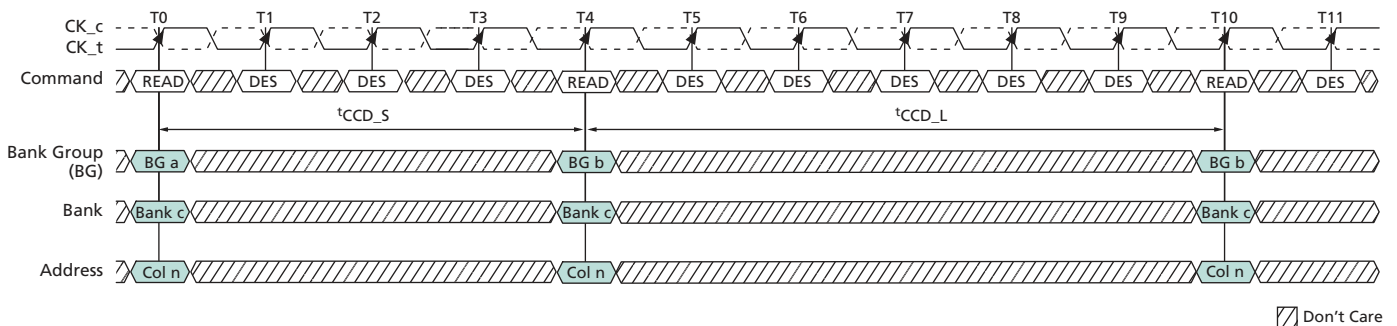 T0 T1 T2 T3 T4 T5 T6 T7 T8 T9 T10 T11
CK_c
CK_t
Command READ DES DES DES READ DES DES DES DES DES READ DES
tCCD_S tCCD_L
Bank Group
(BG)
BG a BG b BG b
Bank Bank c Bank c Bank c
Address Col n Col n Col n
Don't Care